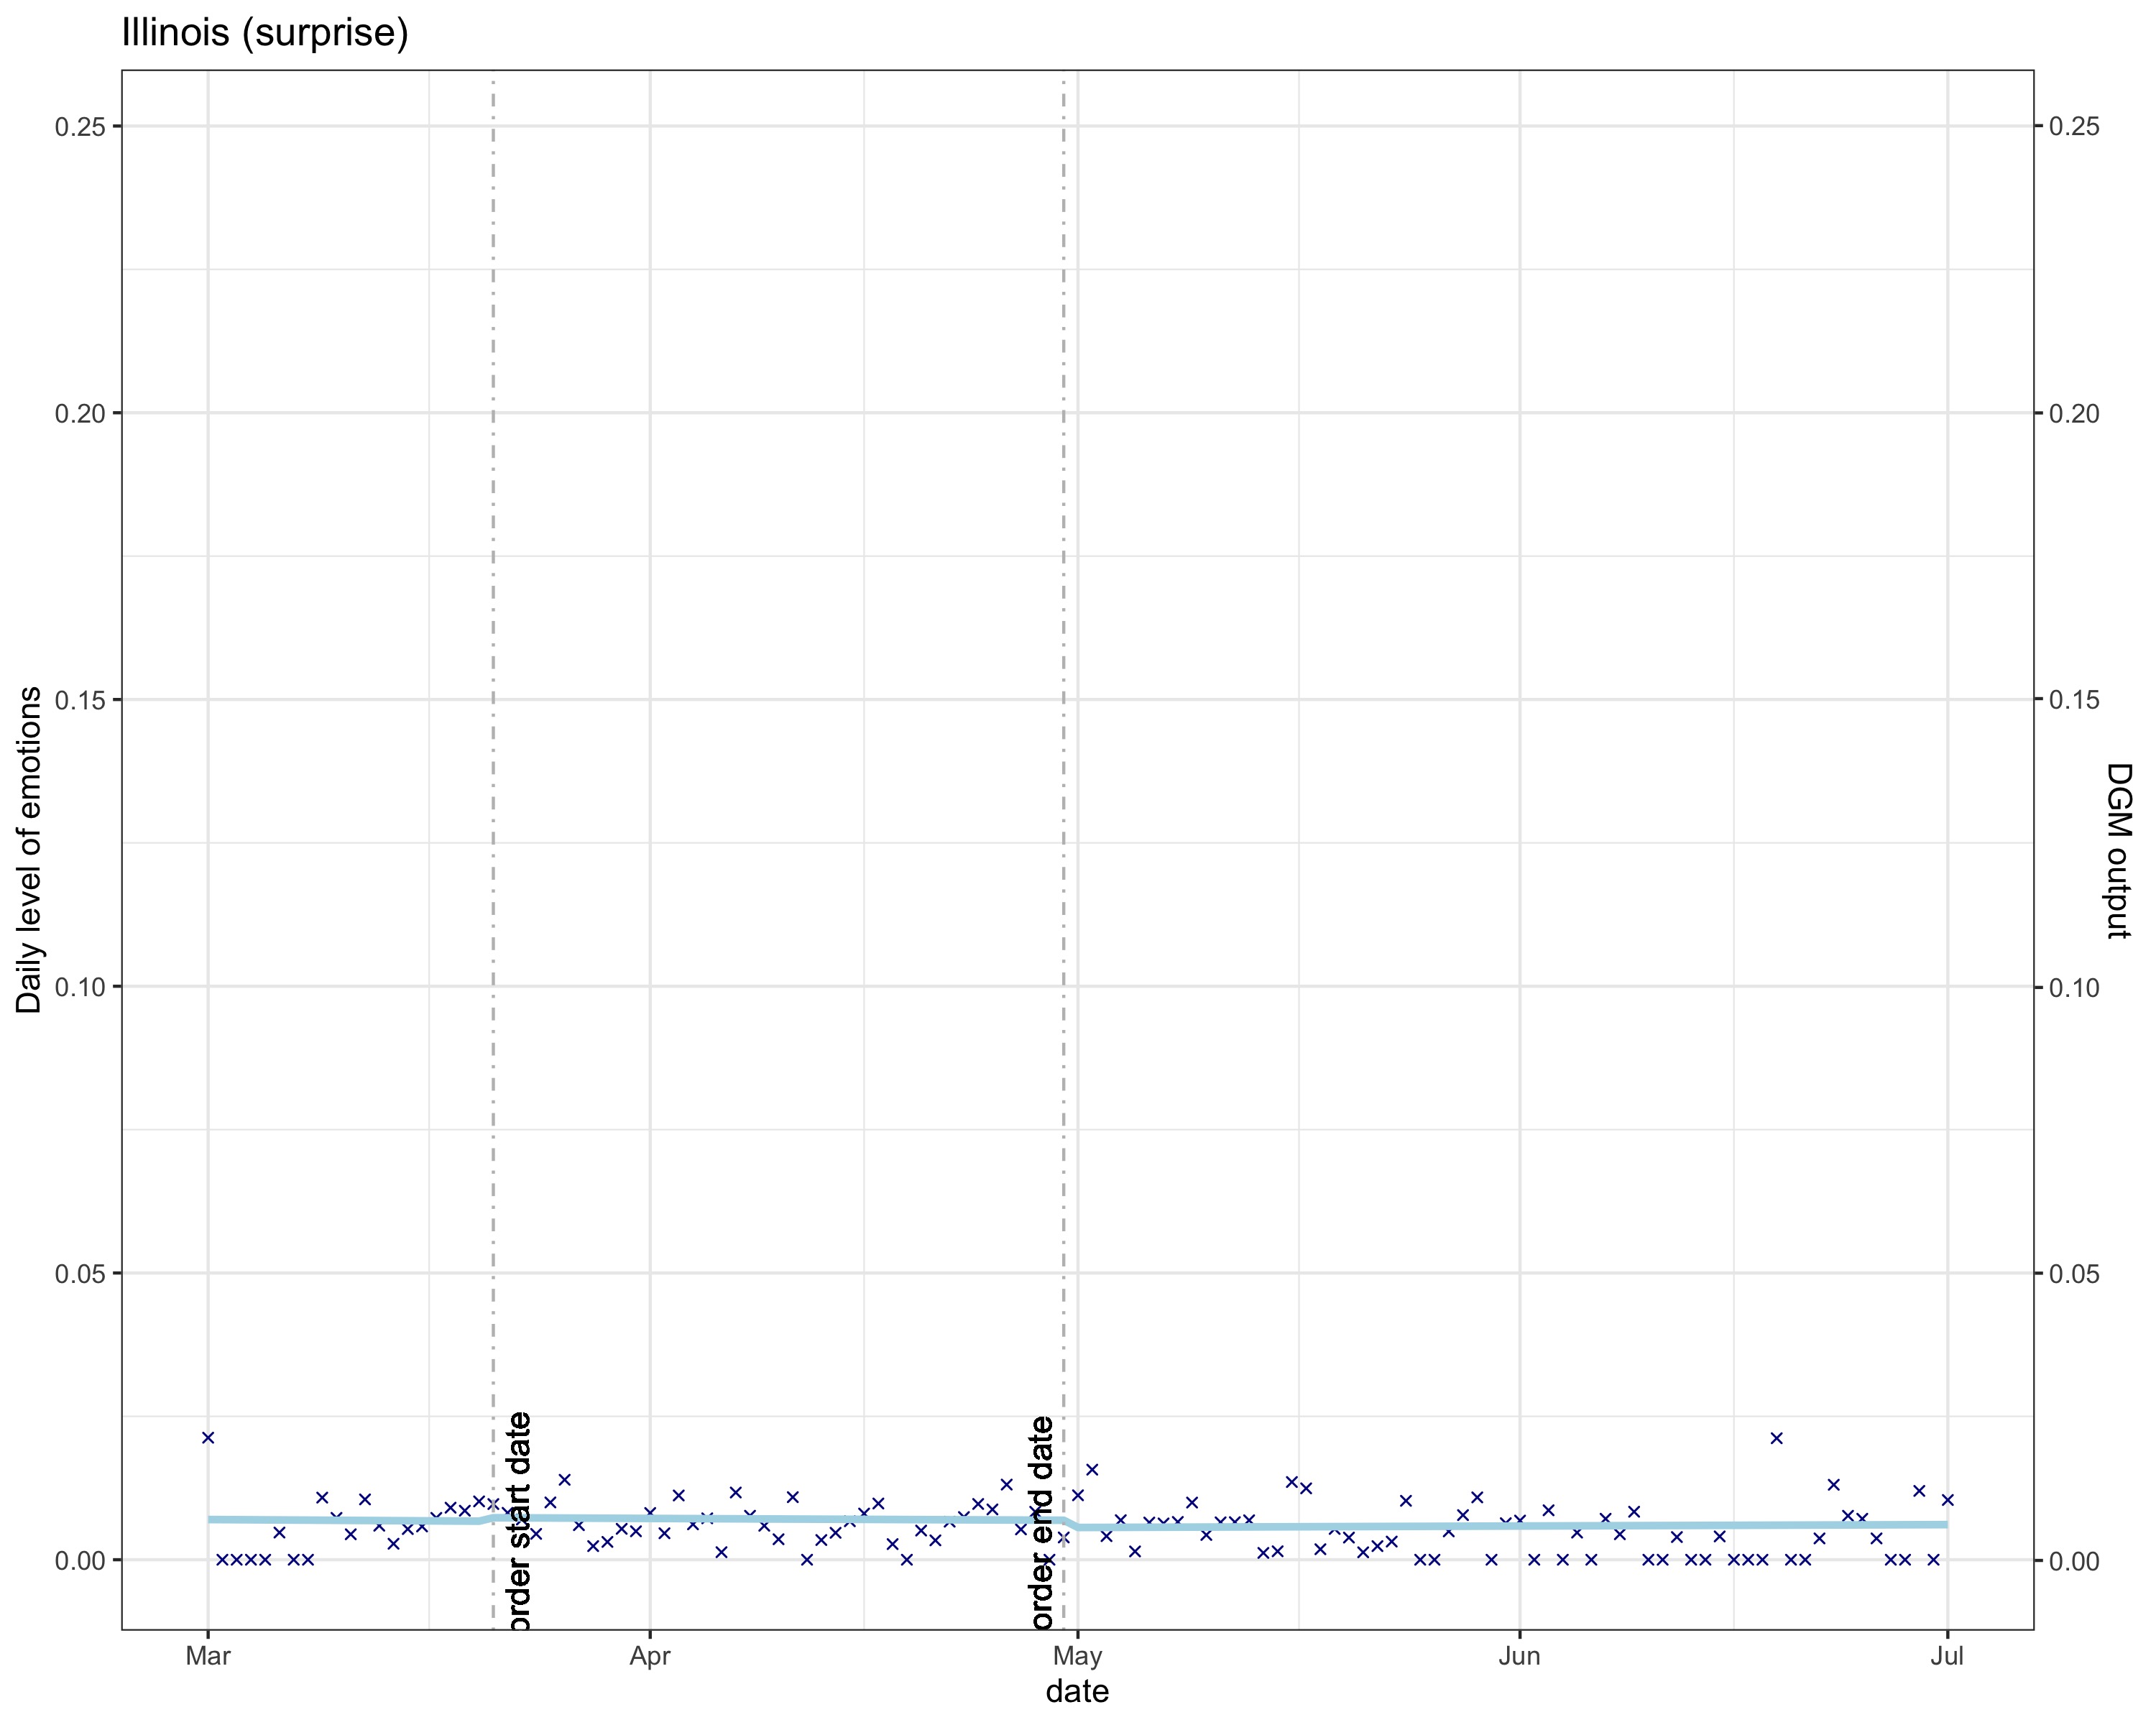 Illinois (surprise)
0.25
0.20
0.15
0.10
0.05
0.00
Daily level of emotions
0.25
0.20
0.15
0.10
0.05
0.00
DGM output
order start date
order end date
Mar
Apr
May
Jun
Jul
date